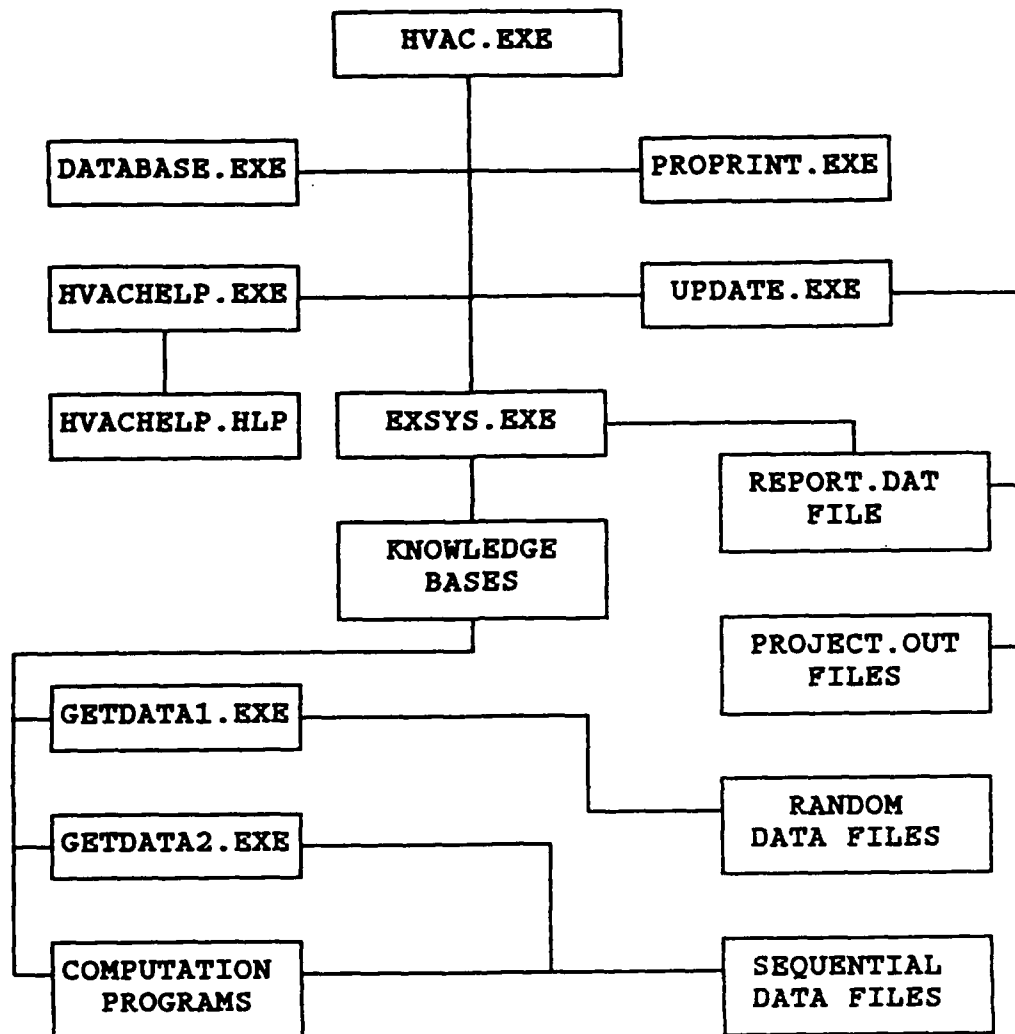 HVAC.EXE
DATABASE.EXE
PROPRINT.EXE
HVACHELP.EXE
UPDATE.EXE
HVACHELP.HLP
EXSYS.EXE
REPORT.DAT
FILE
KNOWLEDGE
BASES
PROJECT.OUT
FILES
GETDATA1.EXE
RANDOM
DATA FILES
GETDATA2.EXE
COMPUTATION
PROGRAMS
SEQUENTIAL
DATA FILES